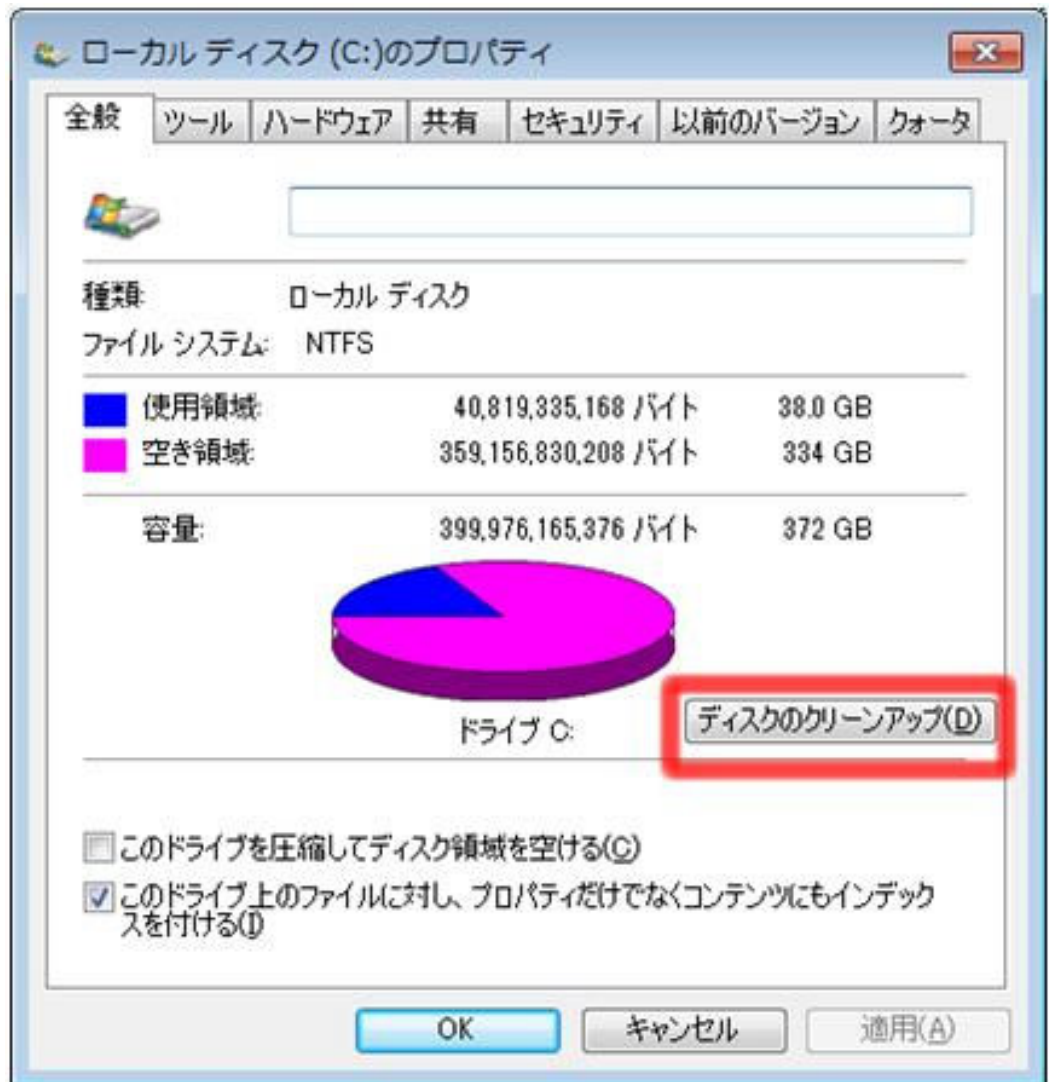 ローカル ディスク (C:)のプロパティ
全般 ツール ハードウェア 共有 セキュリティ 以前のバージョン クォータ
種類: ローカル ディスク
ファイル システム: NTFS
使用領域: 40,819,335,168 バイト 38.0 GB
空き領域: 359,156,830,208 バイト 334 GB
容量: 399,976,165,376 バイト 372 GB
ドライブ C: ディスクのクリーンアップ(D)
このドライブを圧縮してディスク領域を空ける(C)
このドライブ上のファイルに対し、プロパティだけでなくコンテンツにもインデック
スを付ける(I)
OK キャンセル 適用(A)